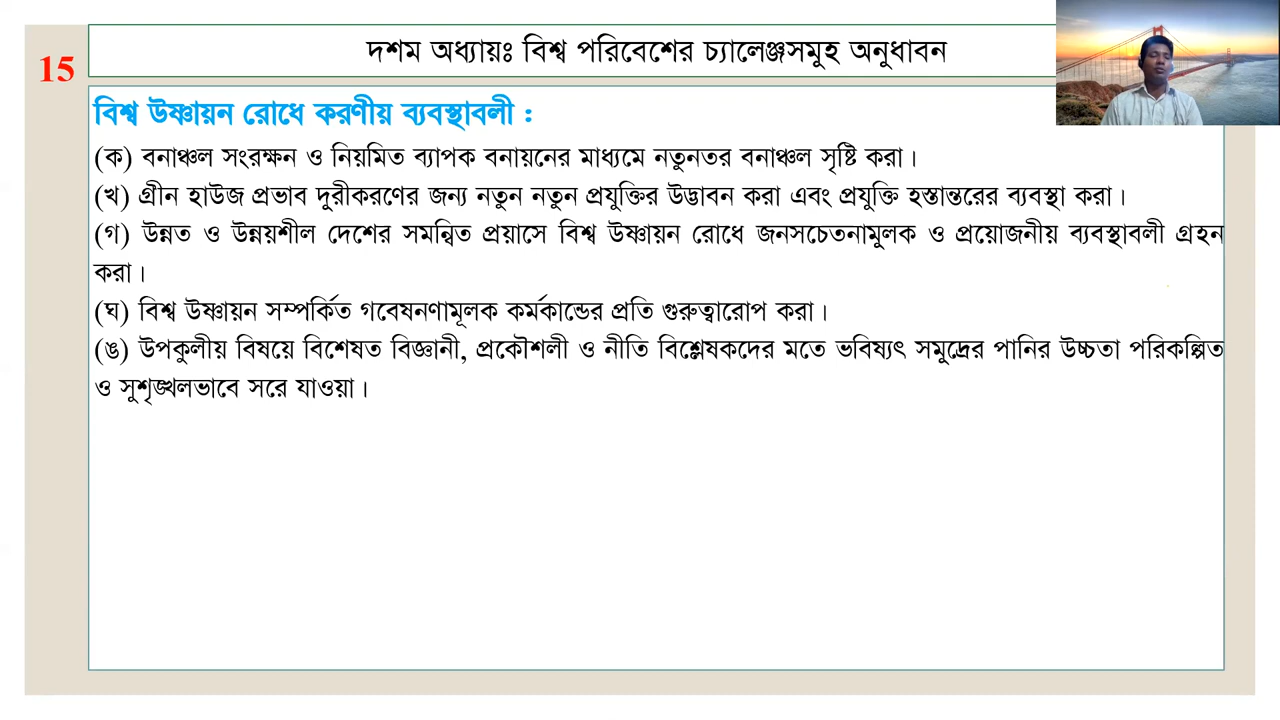 15
দশম অধ্যায়ঃ বিশ্ব পরিবেশের চ্যালেঞ্জসমুহ অনুধাবন
বিশ্ব উষ্ণায়ন রোধে করণীয় ব্যবস্থাবলী :
(ক) বনাঞ্চল সংরক্ষন ও নিয়মিত ব্যাপক বনায়নের মাধ্যমে নতুনতর বনাঞ্চল সৃষ্টি করা।
(খ) গ্রীন হাউজ প্রভাব দুরীকরণের জন্য নতুন নতুন প্রযুক্তির উদ্ভাবন করা এবং প্রযুক্তি হস্তান্তরের ব্যবস্থা করা।
(গ) উন্নত ও উন্নয়শীল দেশের সমন্বিত প্রয়াসে বিশ্ব উষ্ণায়ন রোধে জনসচেতনামুলক ও প্রয়োজনীয় ব্যবস্থাবলী গ্রহন
করা।
(ঘ) বিশ্ব উষ্ণায়ন সম্পর্কিত গবেষনণামূলক কর্মকান্ডের প্রতি গুরুত্বারোপ করা।
(ঙ) উপকুলীয় বিষয়ে বিশেষত বিজ্ঞানী, প্রকৌশলী ও নীতি বিশ্লেষকদের মতে ভবিষ্যৎ সমুদ্রের পানির উচ্চতা পরিকল্পিত
ও সুশৃঙ্খলভাবে সরে যাওয়া।